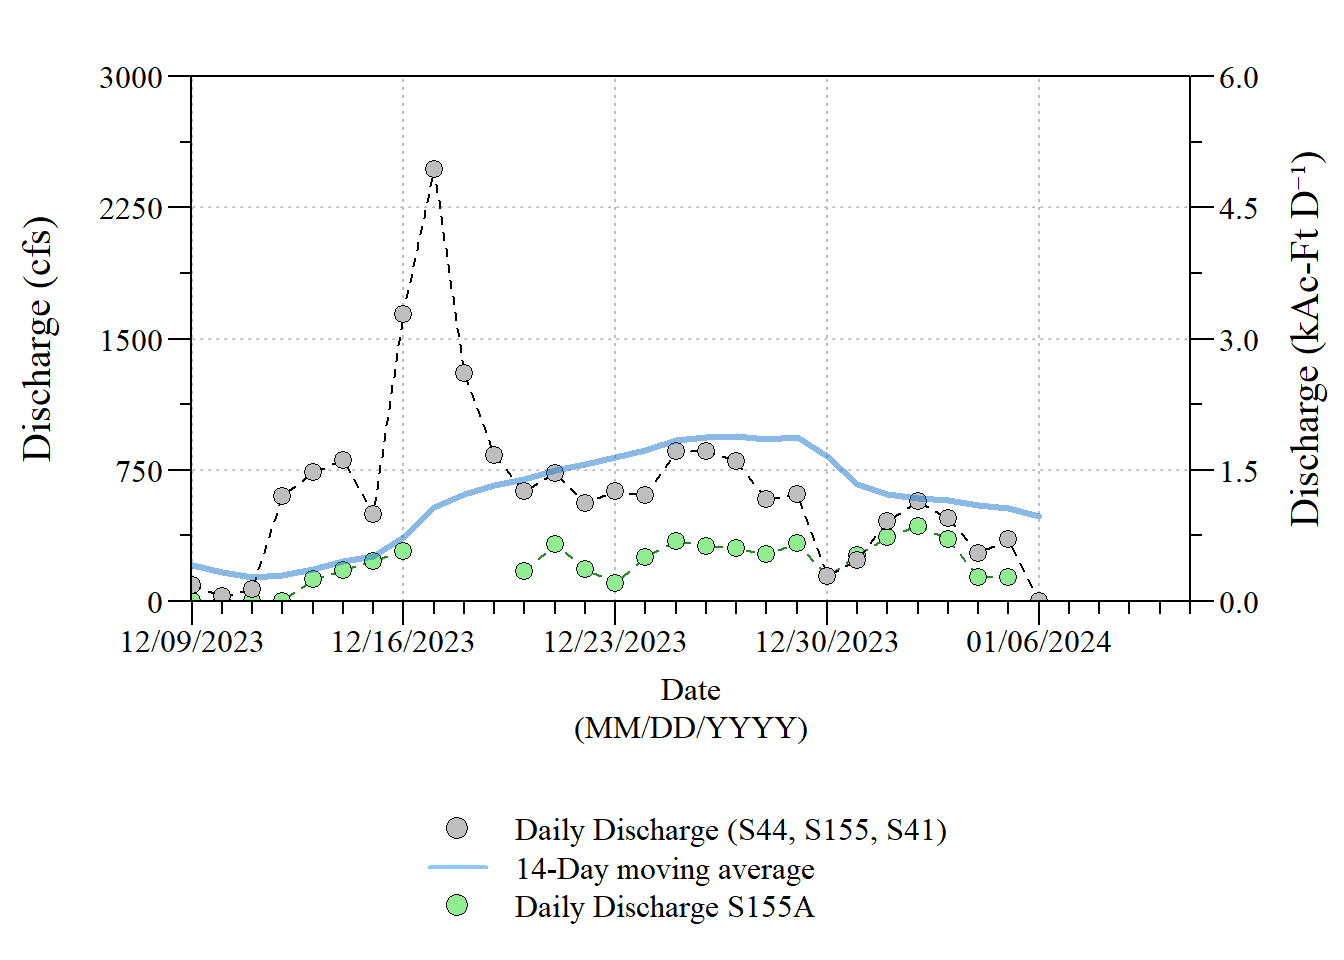 3000
2250
1500
750
0
Discharge (cfs)
6.0
4.5
3.0
1.5
0.0
Discharge (kAc-Ft D⁻¹)
12/09/2023 12/16/2023 12/23/2023 12/30/2023 01/06/2024
Date
(MM/DD/YYYY)
Daily Discharge (S44, S155, S41)
14-Day moving average
Daily Discharge S155A